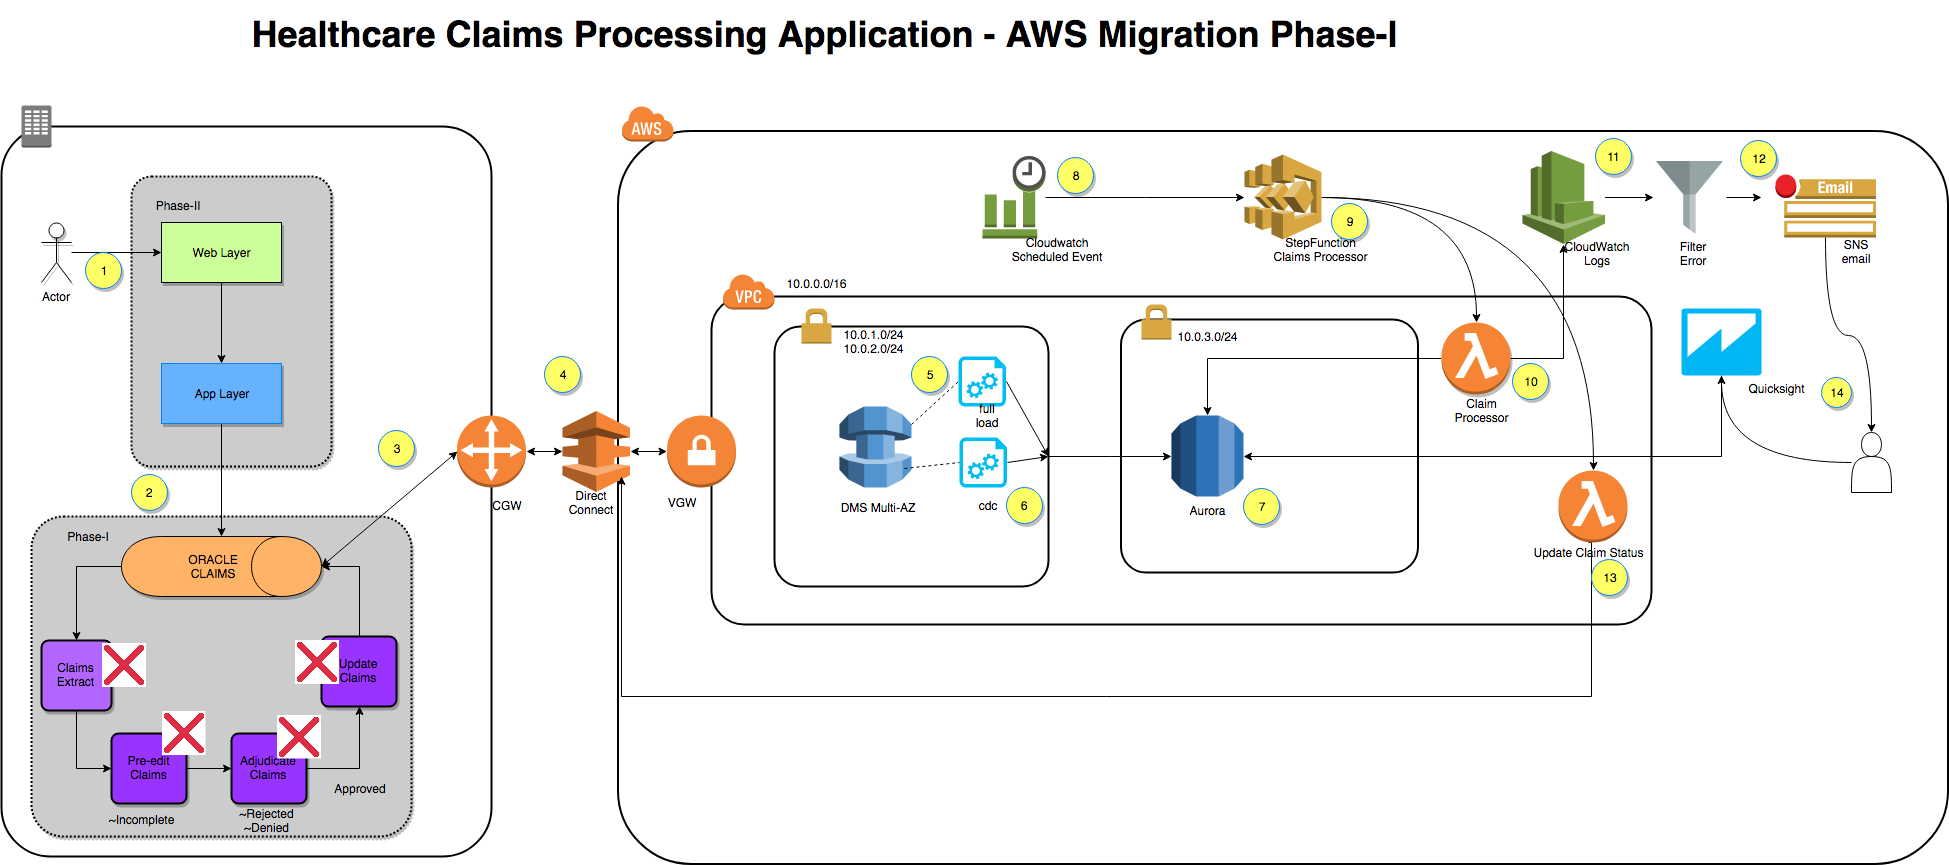 Healthcare Claims Processing Application - AWS Migration Phase-I
AWS
Phase-II
Web Layer
1
Actor
App Layer
2
3
Phase-I
ORACLE
CLAIMS
Claims
Extract
Update
Claims
Pre-edit
Claims
Adjudicate
Claims
Approved
~Incomplete
~Rejected
~Denied
CGW
4
Direct
Connect
VGW
8
Cloudwatch
Scheduled Event
9
StepFunction
Claims Processor
11
CloudWatch
Logs
Filter
Error
12
Email
SNS
email
VPC
10.0.0.0/16
10.0.1.0/24
10.0.2.0/24
5
full
load
DMS Multi-AZ
cdc
6
10.0.3.0/24
Aurora
7
10
Claim
Processor
Quicksight
14
Update Claim Status
13